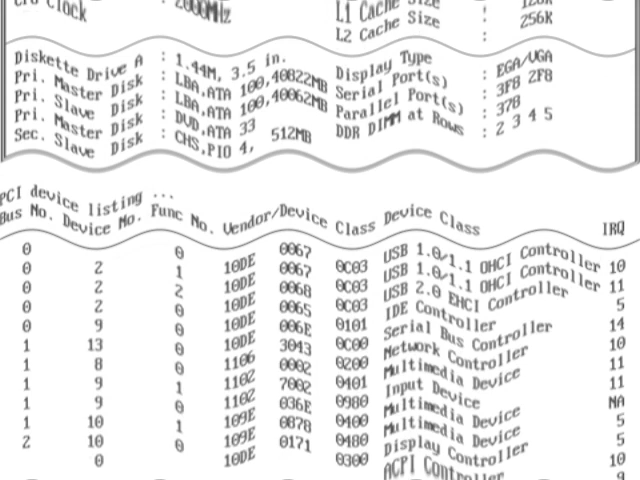 CPU Clock : 2000MHz L1 Cache Size : 128K
L2 Cache Size : 256K
Diskette Drive A : 1.44M, 3.5 in. Display Type : EGA/VGA
Pri. Master Disk : LBA,ATA 100,40822MB Serial Port(s) : 3F8 2F8
Pri. Slave Disk : LBA,ATA 100,40062MB Parallel Port(s) : 378
Pri. Master Disk : DVD,ATA 33 DDR DIMM at Rows : 2 3 4 5
Sec. Slave Disk : CHS,PIO 4, 512MB
PCI device listing ...
Bus No. Device No. Func No. Vendor/Device Class Device Class IRQ
0 2 0 10DE 0067 0C03 USB 1.0/1.1 OHCI Controller 10
0 2 1 10DE 0067 0C03 USB 1.0/1.1 OHCI Controller 11
0 2 2 10DE 0068 0C03 USB 2.0 EHCI Controller 5
0 9 0 10DE 0065 0101 IDE Controller 14
0 13 0 10DE 006E 0C00 Serial Bus Controller 10
1 8 0 1106 3043 0200 Network Controller 11
1 9 0 1102 0002 0401 Multimedia Device 11
1 9 1 1102 7002 0980 Input Device NA
1 10 0 109E 036E 0400 Multimedia Device 5
1 10 1 109E 0878 0480 Multimedia Device 5
2 0 0 10DE 0171 0300 Display Controller 10
ACPI Controller 9